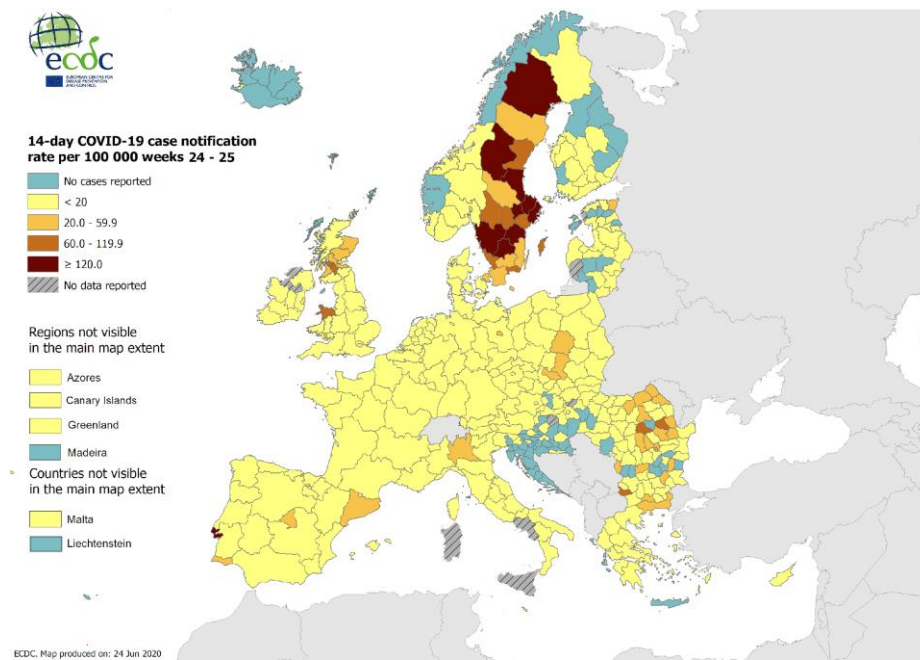 ecdc
EUROPEAN CENTRE FOR
DISEASE PREVENTION
AND CONTROL
14-day COVID-19 case notification
rate per 100 000 weeks 24 - 25
No cases reported
< 20
20.0 - 59.9
60.0 - 119.9
≥ 120.0
No data reported
Regions not visible
in the main map extent
Azores
Canary Islands
Greenland
Madeira
Countries not visible
in the main map extent
Malta
Liechtenstein
ECDC. Map produced on: 24 Jun 2020